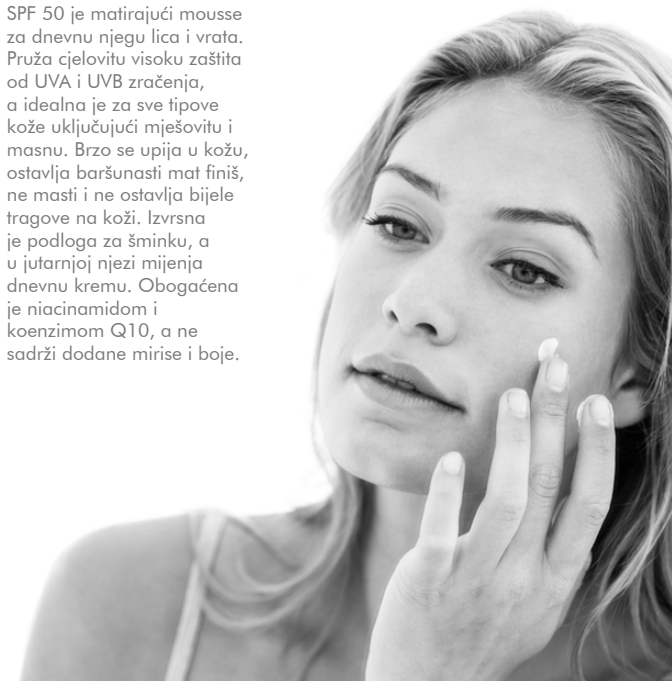 SPF 50 je matirajući mousse
za dnevnu njegu lica i vrata.
Pruža cjelovitu visoku zaštita
od UVA i UVB zračenja,
a idealna je za sve tipove
kože uključujući mješovitu i
masnu. Brzo se upija u kožu,
ostavlja baršunasti mat finiš,
ne masti i ne ostavlja bijele
tragove na koži. Izvrsna
je podloga za šminku, a
u jutarnjoj njezi mijenja
dnevnu kremu. Obogaćena
je niacinamidom i
koenzimom Q10, a ne
sadrži dodane mirise i boje.